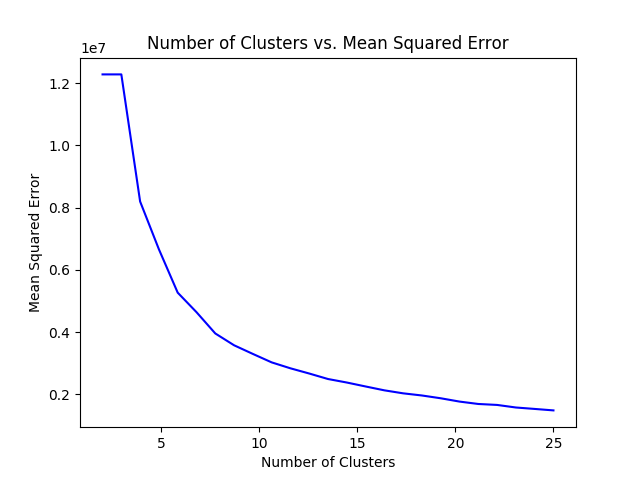 Number of Clusters vs. Mean Squared Error
1e7
1.2
1.0
0.8
0.6
0.4
0.2
Mean Squared Error
5 10 15 20 25
Number of Clusters